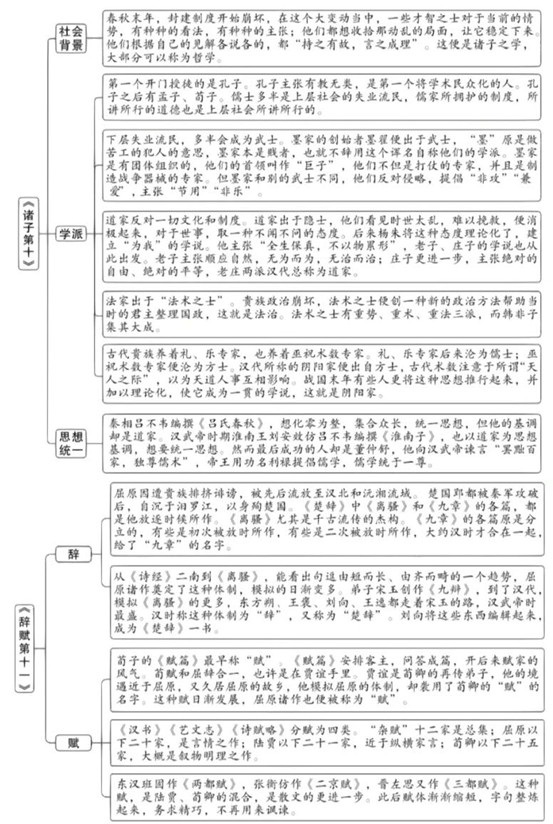 《诸子第十》
社会
背景
春秋末年，封建制度开始崩坏，在这个大变动当中，一些才智之士对于当前的情
势，有种种的看法，有种种的主张；他们都想收拾那动乱的局面，让它稳定下来。
他们根据自己的见解各说各的，都“持之有故，言之成理”。这便是诸子之学，
大部分可以称为哲学。
学派
第一个开门授徒的是孔子。孔子主张有教无类，是第一个将学术民众化的人。孔
子之后有孟子、荀子。儒士多半是上层社会的失业流民，儒家所拥护的制度，所
讲所行的道德也是上层社会所讲所行的。
下层失业流民，多半会成为武士。墨家的创始者墨翟便出于武士，“墨”原是做
苦工的犯人的意思，墨家本是贱者，也就不辞用这个诨名自称他们的学派。墨家
是有团体组织的，他们的首领叫作“巨子”，他们不但是打仗的专家，并且是制
造战争器械的专家。但墨家和别的武士不同，他们反对侵略，提倡“非攻”“兼
爱”，主张“节用”“非乐”。
道家反对一切文化和制度。道家出于隐士，他们看见时世太乱，难以挽救，便消
极起来，对于世事，取一种不闻不问的态度。后来杨朱将这种态度理论化了，建
立“为我”的学说。他主张“全生保真，不以物累形”，老子、庄子的学说也从
此出发。老子主张顺应自然，无为而为，无治而治；庄子更进一步，主张绝对的
自由、绝对的平等，老庄两派汉代总称为道家。
法家出于“法术之士”。贵族政治崩坏，法术之士便创一种新的政治方法帮助当
时的君主整理国政，这就是法治。法术之士有重势、重术、重法三派，而韩非子
集其大成。
古代贵族养着礼、乐专家，也养着巫祝术数专家。礼、乐专家后来沦为儒士；巫
祝术数专家便沦为方士。汉代所称的阴阳家便出自方士，古代术数注意于所谓“天
人之际”，以为天道人事互相影响。战国末年有些人更将这种思想推行起来，并
加以理论化，使它成为一贯的学说，这就是阴阳家。
思想
统一
秦相吕不韦编撰《吕氏春秋》，想化零为整，集合众长，统一思想，但他的基调
却是道家。汉武帝时期淮南王刘安效仿吕不韦编撰《淮南子》，也以道家为思想
基调，想要统一思想。然而最后成功的人却是董仲舒，他向汉武帝谏言“罢黜百
家，独尊儒术”，帝王用功名利禄提倡儒学，儒学统于一尊。
《辞赋第十一》
辞
屈原因遭贵族排挤诽谤，被先后流放至汉北和沅湘流域。楚国郢都被秦军攻破
后，自沉于汨罗江，以身殉楚国。《楚辞》中《离骚》和《九章》的各篇，都
是他放逐时候所作。《离骚》尤其是千古流传的杰构。《九章》的各篇原是分
立的，有些是初次被放时所作，有些是二次被放时所作，大约汉时才合在一起，
给了“九章”的名字。
从《诗经》二南到《离骚》，能看出句逗由短而长、由齐而畸的一个趋势，屈
原诸作奠定了这种体制，模拟的日渐变多。弟子宋玉创作《九辩》，到了汉代，
模拟《离骚》的更多，东方朔、王褒、刘向、王逸都走着宋玉的路，汉武帝时
最盛。汉时称这种体制为“辞”，又称为“楚辞”。刘向将这些东西编辑起来，
成为《楚辞》一书。
赋
荀子的《赋篇》最早称“赋”。《赋篇》安排客主，问答成篇，开后来赋家的
风气。荀赋和屈辞合一，也许是在贾谊手里。贾谊是荀卿的再传弟子，他的境
遇近于屈原，又久居屈原的故乡，他模拟屈原的体制，却袭用了荀卿的“赋”的
名字。这种赋日渐发展，屈原诸作也便被称为“赋”。
《汉书》《艺文志》《诗赋略》分赋为四类。“杂赋”十二家是总集；屈原以
下二十家，是言情之作；陆贾以下二十一家，近于纵横家言；荀卿以下二十五
家，大概是叙物明理之作。
东汉班固作《两都赋》，张衡仿作《二京赋》，晋左思又作《三都赋》。这种
赋，是陆贾、荀卿的混合，是散文的更进一步。此后赋体渐渐缩短，字句整炼
起来，务求精巧，不再用来讽谏。